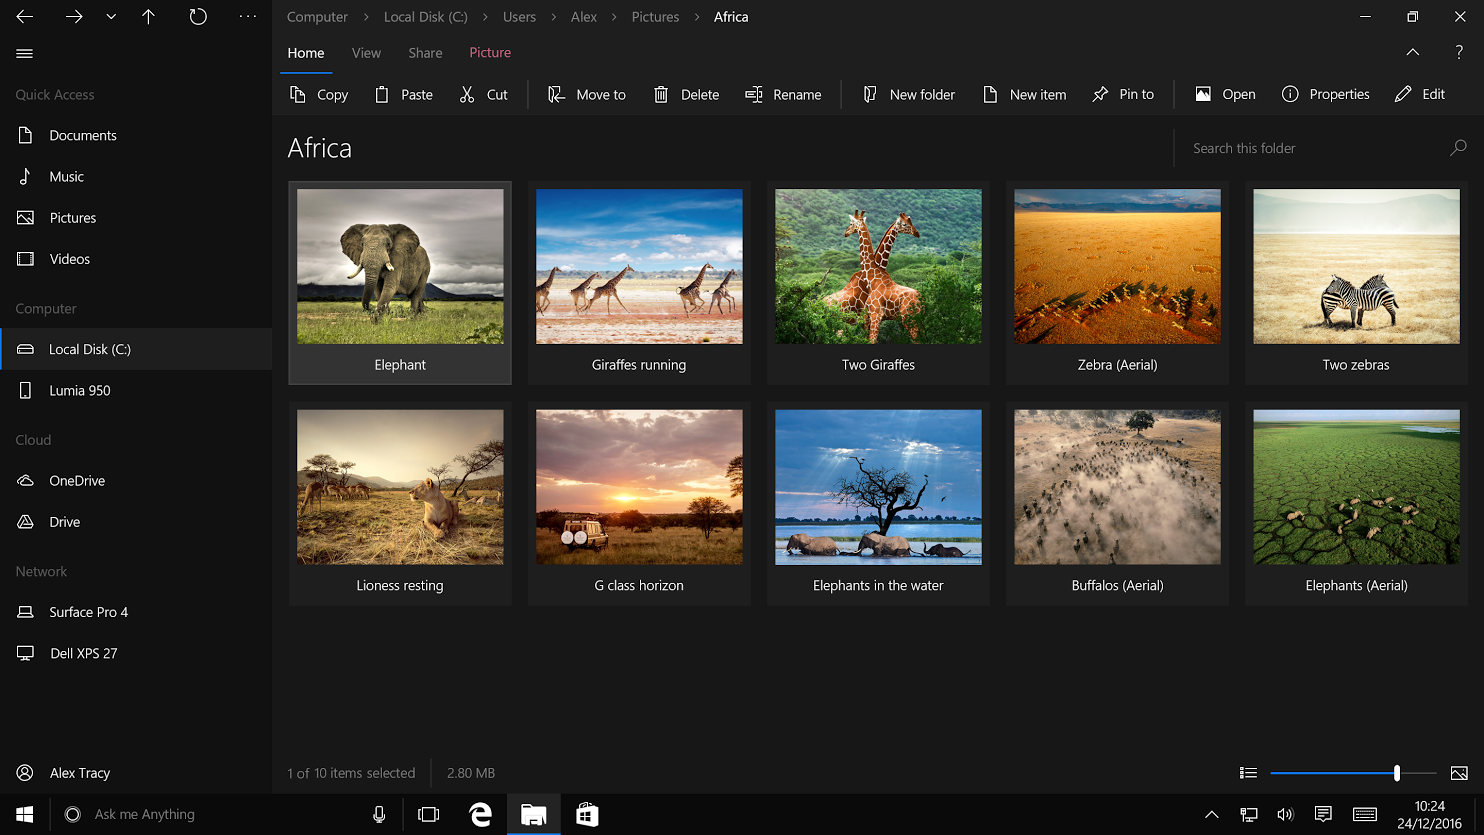 Computer > Local Disk (C:) > Users > Alex > Pictures > Africa
Home View Share Picture ?
Copy Paste Cut Move to Delete Rename New folder New item Pin to Open Properties Edit
Quick Access
Documents
Music
Pictures
Videos
Computer
Local Disk (C:)
Lumia 950
Cloud
OneDrive
Drive
Network
Surface Pro 4
Dell XPS 27
Alex Tracy
Africa
Search this folder
Elephant
Giraffes running
Two Giraffes
Zebra (Aerial)
Two zebras
Lioness resting
G class horizon
Elephants in the water
Buffalos (Aerial)
Elephants (Aerial)
1 of 10 items selected
2.80 MB
Ask me Anything
10:24
24/12/2016